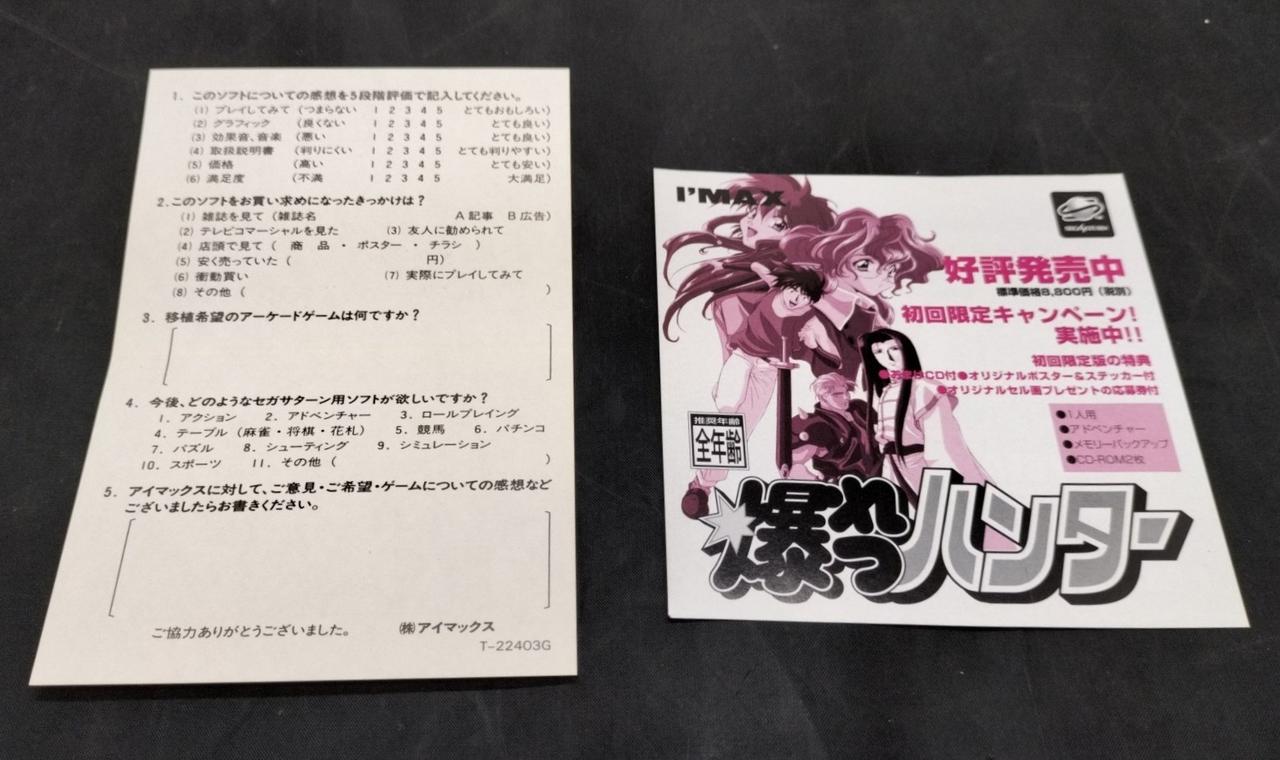 1. このソフトについての感想を5段階評価で記入してください。
(1) プレイしてみて (つまらない 1 2 3 4 5 とてもおもしろい)
(2) グラフィック (良くない 1 2 3 4 5 とても良い)
(3) 効果音、音楽 (悪い 1 2 3 4 5 とても良い)
(4) 取扱説明書 (判りにくい 1 2 3 4 5 とても判りやすい)
(5) 価格 (高い 1 2 3 4 5 とても安い)
(6) 満足度 (不満 1 2 3 4 5 大満足)
2. このソフトをお買い求めになったきっかけは?
(1) 雑誌を見て (雑誌名 A記事 B広告)
(2) テレビコマーシャルを見た (3) 友人に勧められて
(4) 店頭で見て ( 商品・ポスター・チラシ )
(5) 安く売っていた ( 円)
(6) 衝動買い (7) 実際にプレイしてみて
(8) その他 ( )
3. 移植希望のアーケードゲームは何ですか?
4. 今後、どのようなセガサターン用ソフトが欲しいですか?
1. アクション 2. アドベンチャー 3. ロールプレイング
4. テーブル (麻雀・将棋・花札) 5. 競馬 6. パチンコ
7. パズル 8. シューティング 9. シミュレーション
10. スポーツ 11. その他 ( )
5. アイマックスに対して、ご意見・ご希望・ゲームについての感想など
ございましたらお書きください。
ご協力ありがとうございました。 ㈱アイマックス
T-22403G
I'MAX
SEGA SATURN
好評発売中
標準価格8,800円(税別)
初回限定キャンペーン!
実施中!!
初回限定版の特典
CD付●オリジナルポスター&ステッカー付
●オリジナルセル画プレゼントの応募券付
●1人用
●アドベンチャー
●メモリーバックアップ
●CD-ROM2枚
推奨年齢
全年齢
爆れつハンター